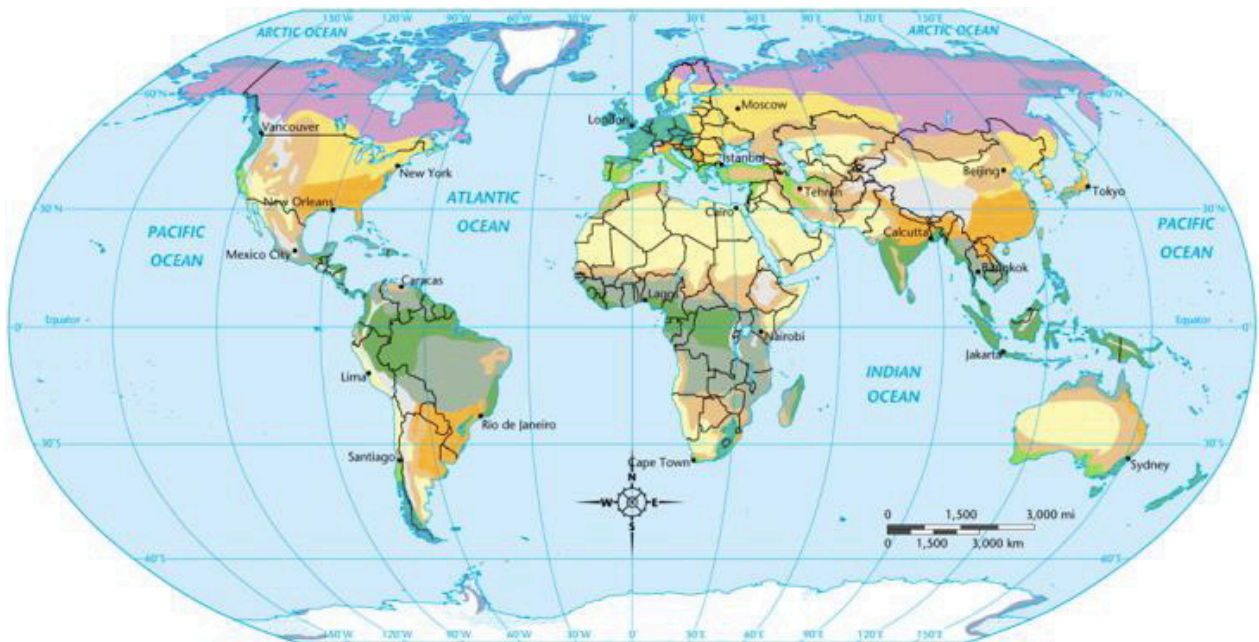 150°W 120°W 90°W 60°W 30°W 0 30°E 60°E 90°E 120°E 150°E
ARCTIC OCEAN
ARCTIC OCEAN
60°N
60°N
Moscow
London
Vancouver
Istanbul
New York
Beijing
Tehran
Tokyo
ATLANTIC
OCEAN
New Orleans
30°N
30°N
Cairo
PACIFIC
OCEAN
PACIFIC
OCEAN
Calcutta
Mexico City
Bangkok
Caracas
Lagos
Equator
0
Equator
0
Nairobi
Jakarta
INDIAN
OCEAN
Lima
Rio de Janeiro
30°S
30°S
Santiago
Cape Town
Sydney
N
W E
S
0 1,500 3,000 mi
0 1,500 3,000 km
60°S
60°S
150°W 120°W 90°W 60°W 30°W 0 30°E 60°E 90°E 120°E 150°E